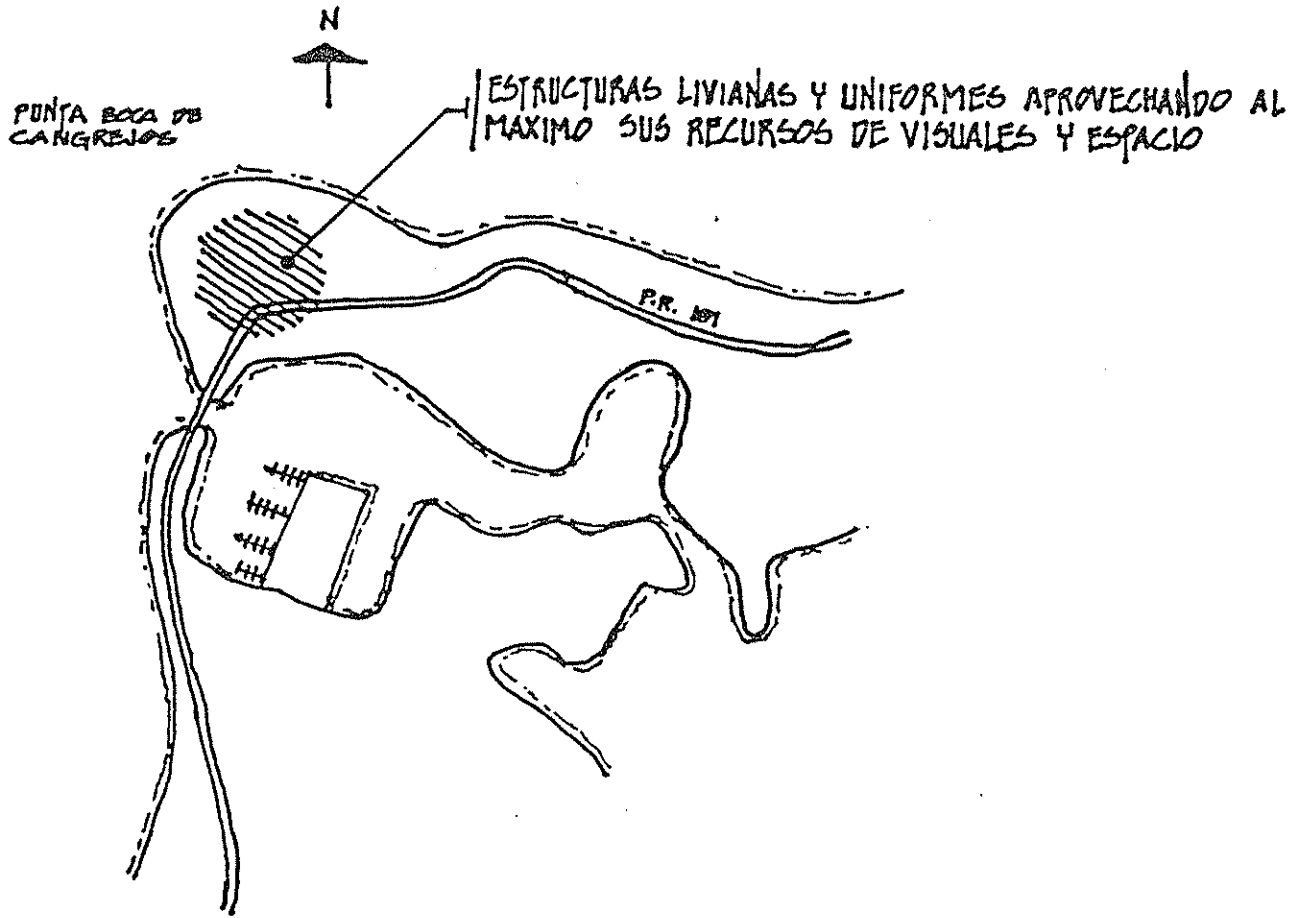 N
PUNTA BOCA DE
CANGREJOS
ESTRUCTURAS LIVIANAS Y UNIFORMES APROVECHANDO AL
MAXIMO SUS RECURSOS DE VISUALES Y ESPACIO
P.R.